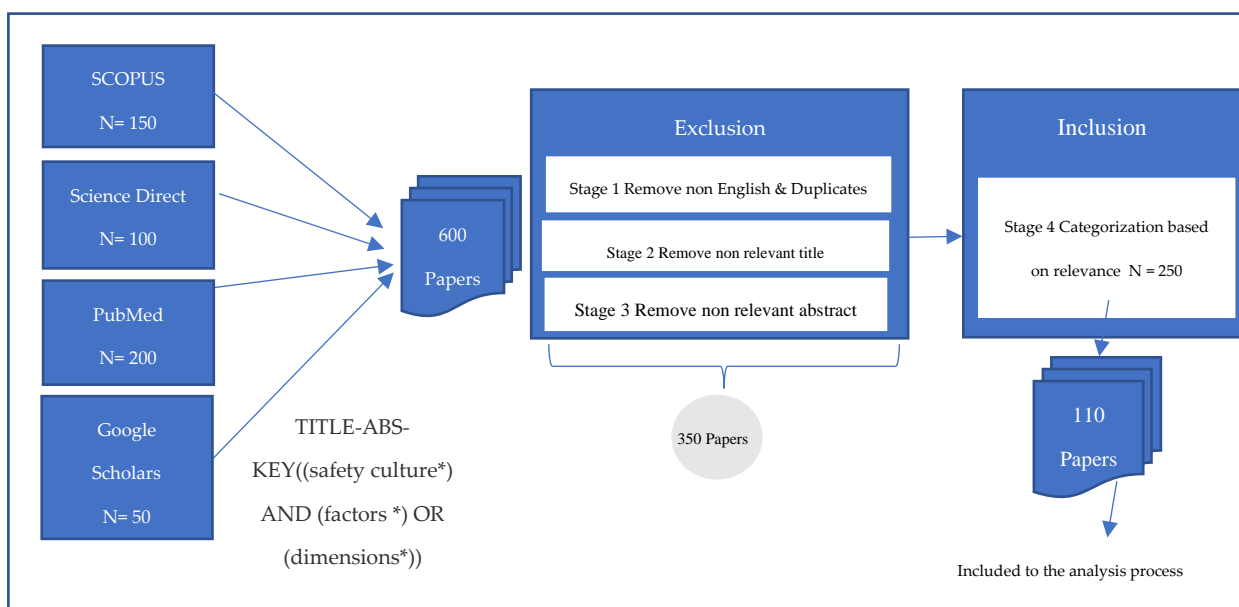 SCOPUS
N= 150
Science Direct
N= 100
PubMed
N= 200
Google
Scholars
N= 50
TITLE-ABS-
KEY((safety culture*)
AND (factors *) OR
(dimensions*))
600
Papers
Exclusion
Stage 1 Remove non English & Duplicates
Stage 2 Remove non relevant title
Stage 3 Remove non relevant abstract
350 Papers
Inclusion
Stage 4 Categorization based
on relevance N = 250
110
Papers
Included to the analysis process